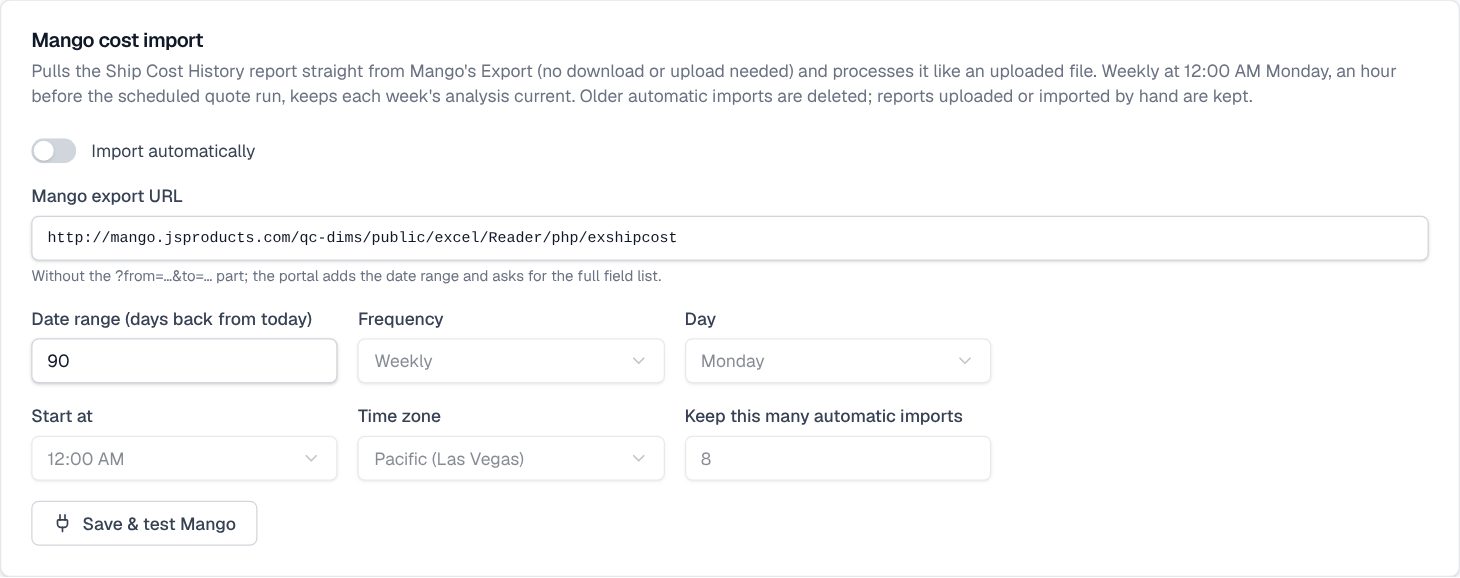 Mango cost import
Pulls the Ship Cost History report straight from Mango's Export (no download or upload needed) and processes it like an uploaded file. Weekly at 12:00 AM Monday, an hour
before the scheduled quote run, keeps each week's analysis current. Older automatic imports are deleted; reports uploaded or imported by hand are kept.
Import automatically
Mango export URL
http://mango.jsproducts.com/qc-dims/public/excel/Reader/php/exshipcost
Without the ?from=…&to=… part; the portal adds the date range and asks for the full field list.
Date range (days back from today)
Frequency
Day
90
Weekly
Monday
Start at
Time zone
Keep this many automatic imports
12:00 AM
Pacific (Las Vegas)
8
Save & test Mango